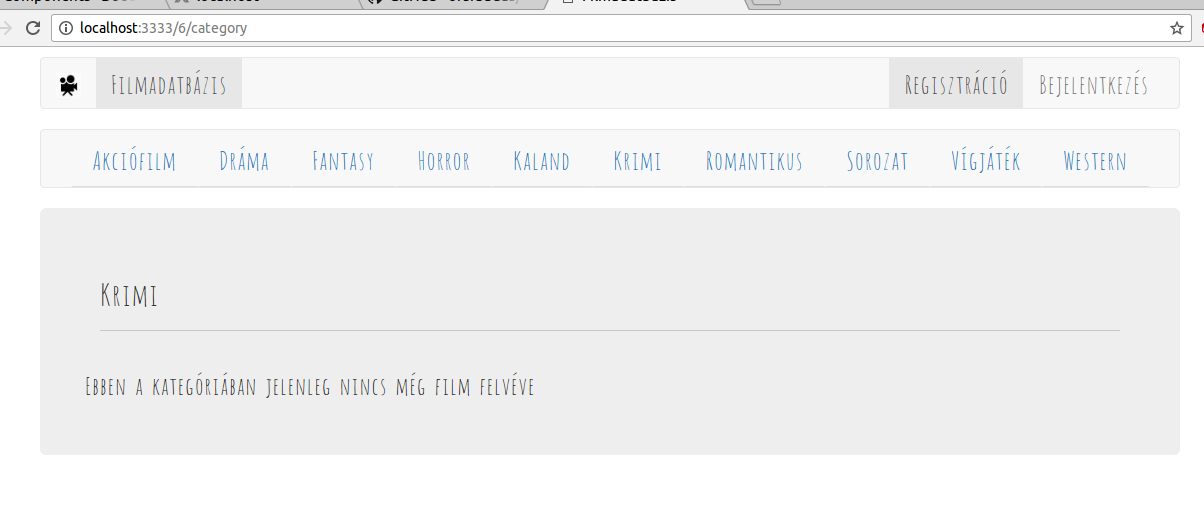 localhost:3333/6/category
Filmadatbázis Regisztráció Bejelentkezés
Akciófilm Dráma Fantasy Horror Kaland Krimi Romantikus Sorozat Vígjáték Western
Krimi
Ebben a kategóriában jelenleg nincs még film felvéve